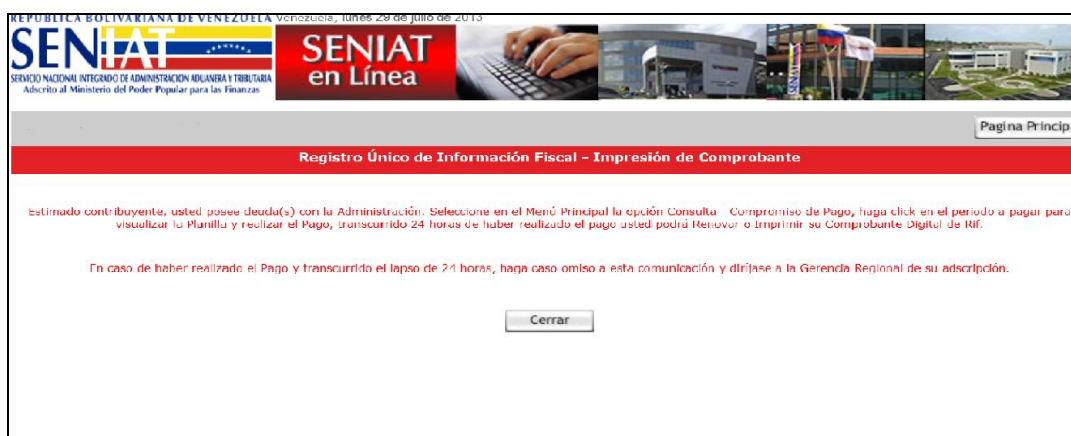 REPÚBLICA BOLIVARIANA DE VENEZUELA Venezuela, lunes 29 de julio de 2013
SENIAT
SERVICIO NACIONAL INTEGRADO DE ADMINISTRACIÓN ADUANERA Y TRIBUTARIA
Adscrito al Ministerio del Poder Popular para las Finanzas
SENIAT
en Línea
Pagina Princip
Registro Único de Información Fiscal - Impresión de Comprobante
Estimado contribuyente, usted posee deuda(s) con la Administración. Seleccione en el Menú Principal la opción Consulta Compromiso de Pago, haga click en el periodo a pagar para
visualizar la Planilla y realizar el Pago, transcurrido 24 horas de haber realizado el pago usted podrá Renovar o Imprimir su Comprobante Digital de Rif.
En caso de haber realizado el Pago y transcurrido el lapso de 24 horas, haga caso omiso a esta comunicación y diríjase a la Gerencia Regional de su adscripción.
Cerrar